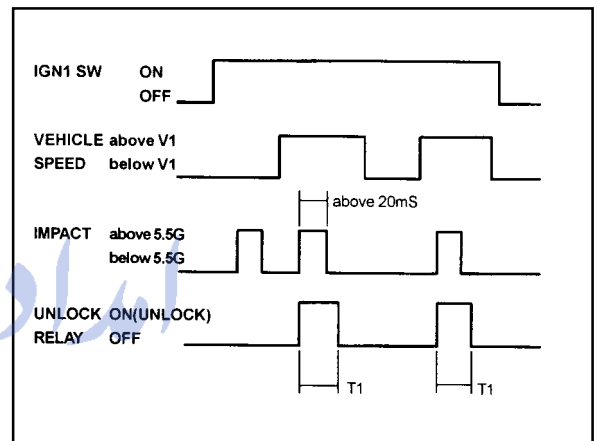 IGN1 SW ON
OFF
VEHICLE above V1
SPEED below V1
above 20mS
IMPACT above 5.5G
below 5.5G
UNLOCK ON(UNLOCK)
RELAY OFF
T1 T1